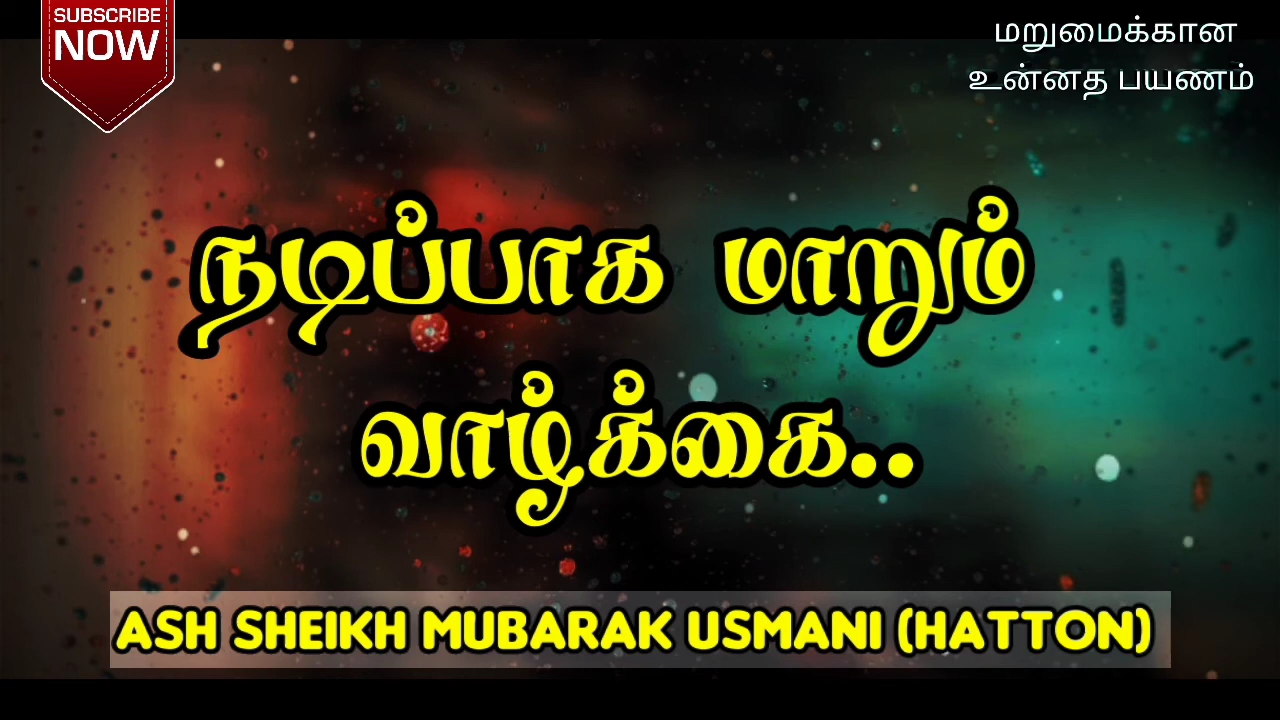 SUBSCRIBE
NOW
மறுமைக்கான
உன்னத பயணம்
நடிப்பாக மாறும்
வாழ்க்கை..
ASH SHEIKH MUBARAK USMANI (HATTON)